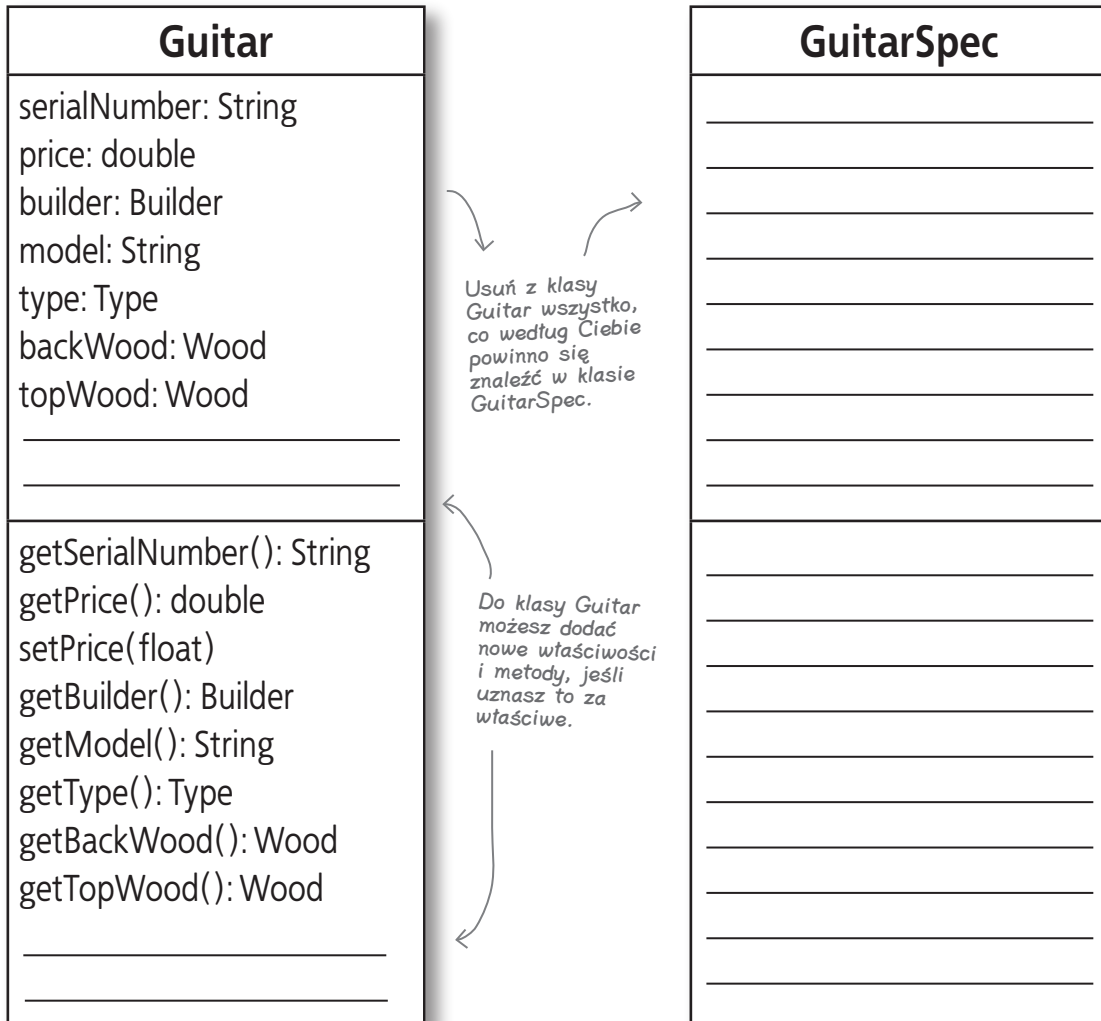 Guitar
serialNumber: String
price: double
builder: Builder
model: String
type: Type
backWood: Wood
topWood: Wood
getSerialNumber(): String
getPrice(): double
setPrice(float)
getBuilder(): Builder
getModel(): String
getType(): Type
getBackWood(): Wood
getTopWood(): Wood
Usuń z klasy
Guitar wszystko,
co według Ciebie
powinno się
znaleźć w klasie
GuitarSpec.
Do klasy Guitar
możesz dodać
nowe właściwości
i metody, jeśli
uznasz to za
właściwe.
GuitarSpec